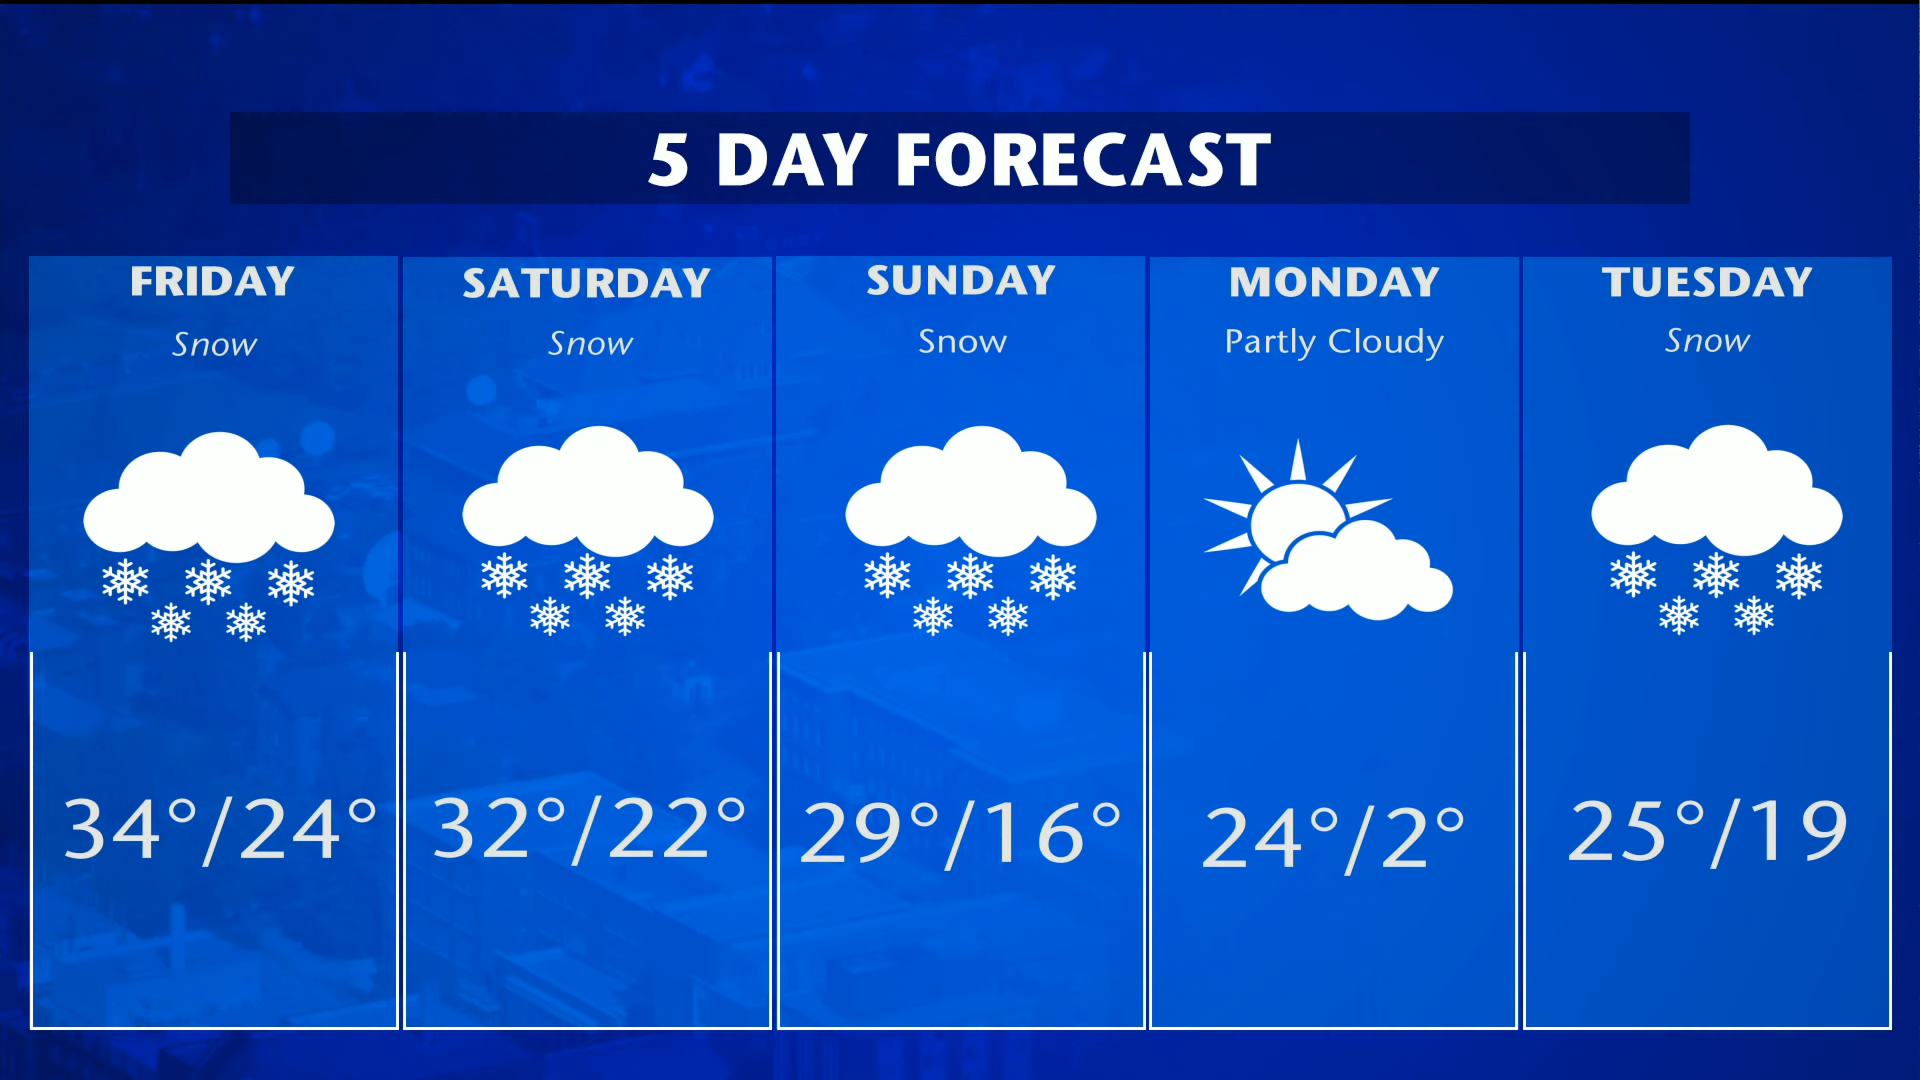 5 DAY FORECAST
FRIDAY
Snow
34°/24°
SATURDAY
Snow
32°/22°
SUNDAY
Snow
29°/16°
MONDAY
Partly Cloudy
24°/2°
TUESDAY
Snow
25°/19